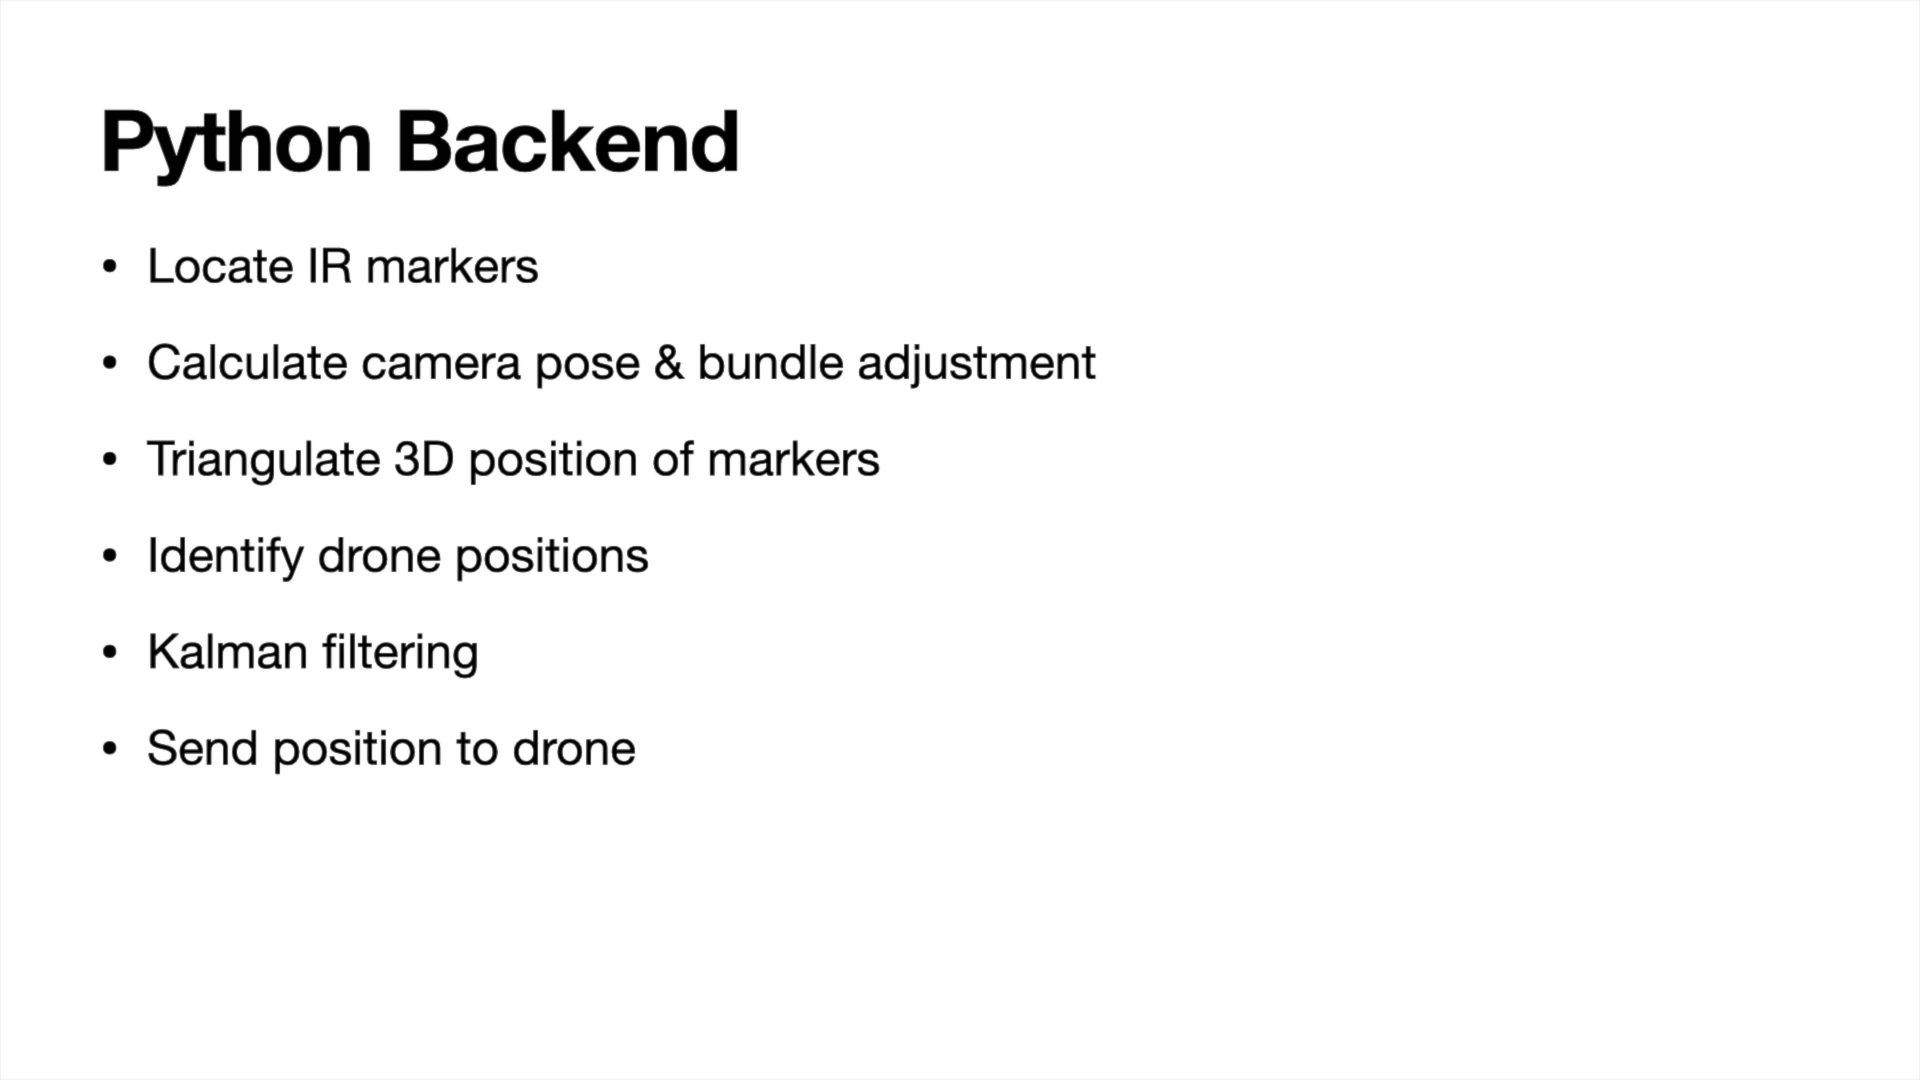 Python Backend
• Locate IR markers
• Calculate camera pose & bundle adjustment
• Triangulate 3D position of markers
• Identify drone positions
• Kalman filtering
• Send position to drone